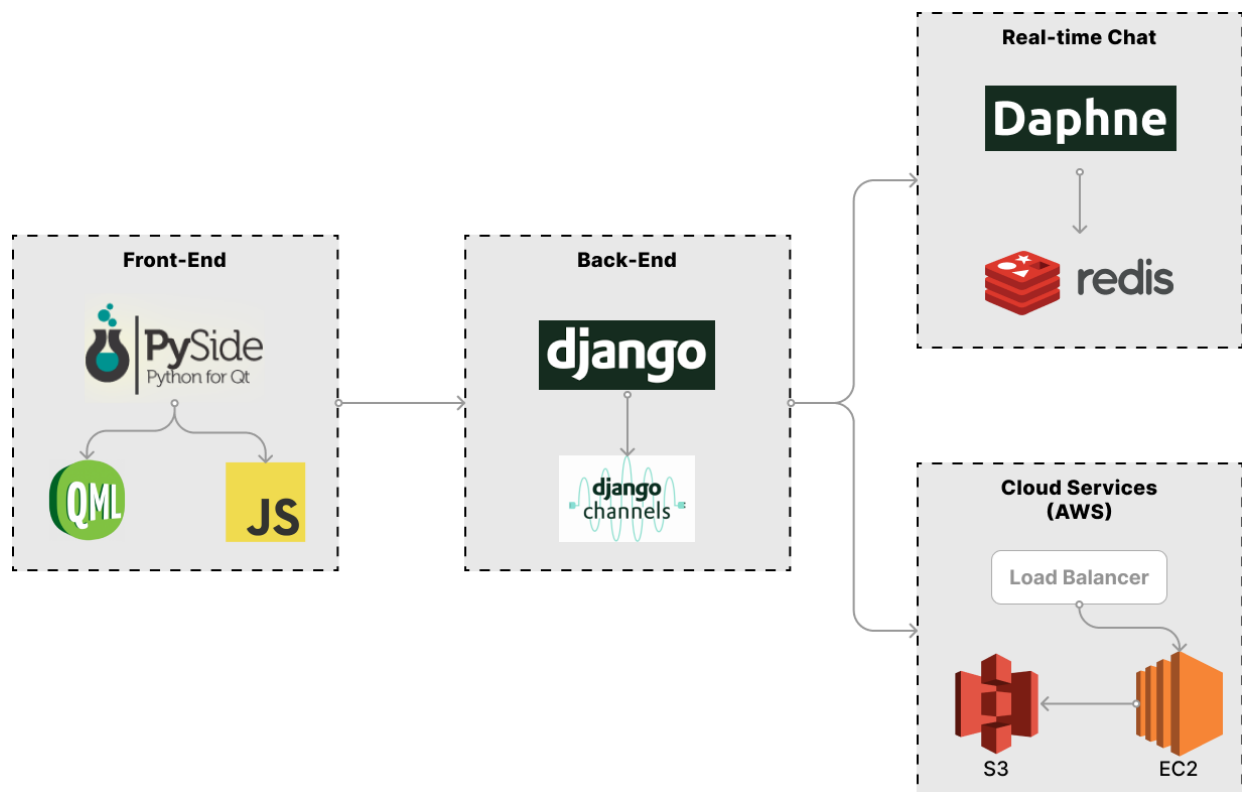 Real-time Chat
Daphne
redis
Front-End
PySide
Python for Qt
QML
JS
Back-End
django
django
channels
Cloud Services
(AWS)
Load Balancer
S3
EC2